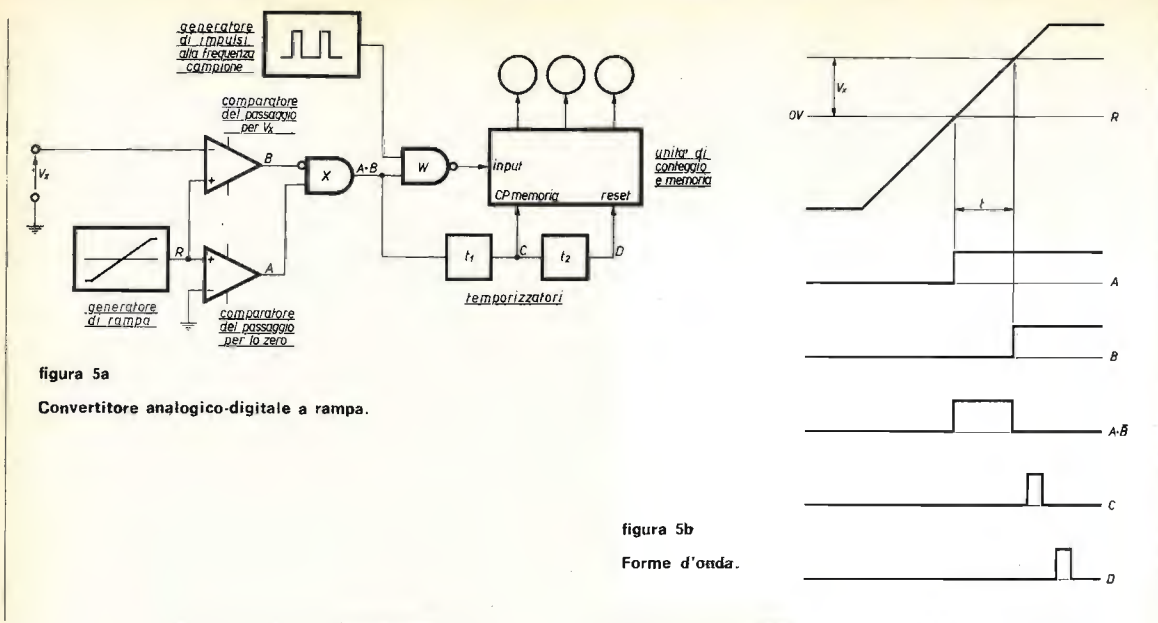 generatore
di impulsi
alla frequenza
campione
comparatore
del passaggio
per Vx
Vx
B
A
R
X
A·B
W
input
CP memoria
reset
unita' di
conteggio
e memoria
t1
C
t2
D
temporizzatori
generatore
di rampa
comparatore
del passaggio
per lo zero
figura 5a
Convertitore analogico-digitale a rampa.
Vx
0V
R
t
A
B
A·B̄
C
D
figura 5b
Forme d'onda.